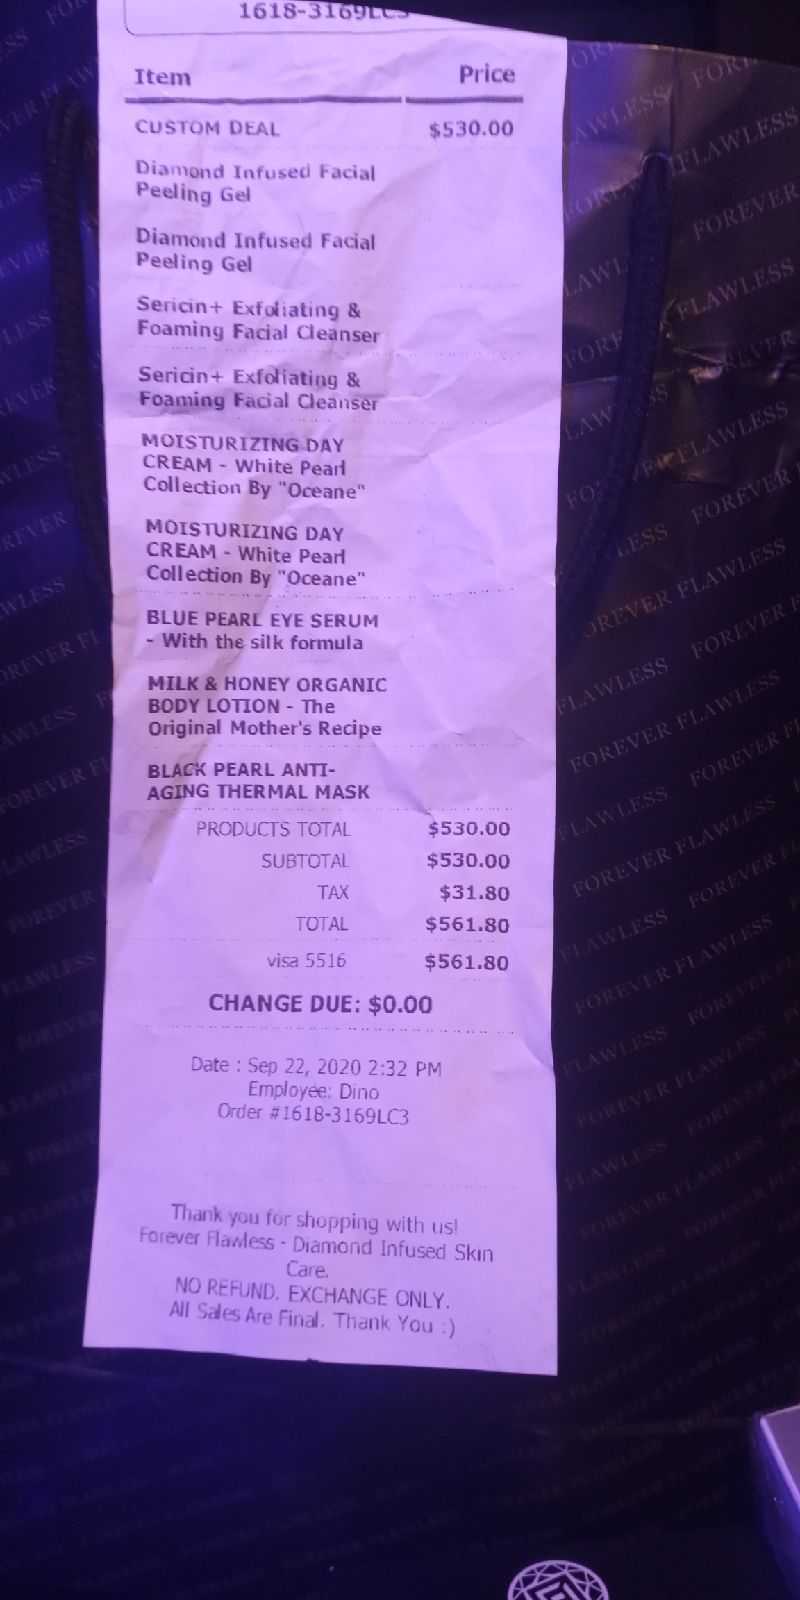 1618-3169LC3
Item Price
CUSTOM DEAL $530.00
Diamond Infused Facial
Peeling Gel
Diamond Infused Facial
Peeling Gel
Sericin+ Exfoliating &
Foaming Facial Cleanser
Sericin+ Exfoliating &
Foaming Facial Cleanser
MOISTURIZING DAY
CREAM - White Pearl
Collection By "Oceane"
MOISTURIZING DAY
CREAM - White Pearl
Collection By "Oceane"
BLUE PEARL EYE SERUM
- With the silk formula
MILK & HONEY ORGANIC
BODY LOTION - The
Original Mother's Recipe
BLACK PEARL ANTI-
AGING THERMAL MASK
PRODUCTS TOTAL $530.00
SUBTOTAL $530.00
TAX $31.80
TOTAL $561.80
visa 5516 $561.80
CHANGE DUE: $0.00
Date : Sep 22, 2020 2:32 PM
Employee: Dino
Order #1618-3169LC3
Thank you for shopping with us!
Forever Flawless - Diamond Infused Skin
Care.
NO REFUND. EXCHANGE ONLY.
All Sales Are Final. Thank You :)
FOREVER FLAWLESS